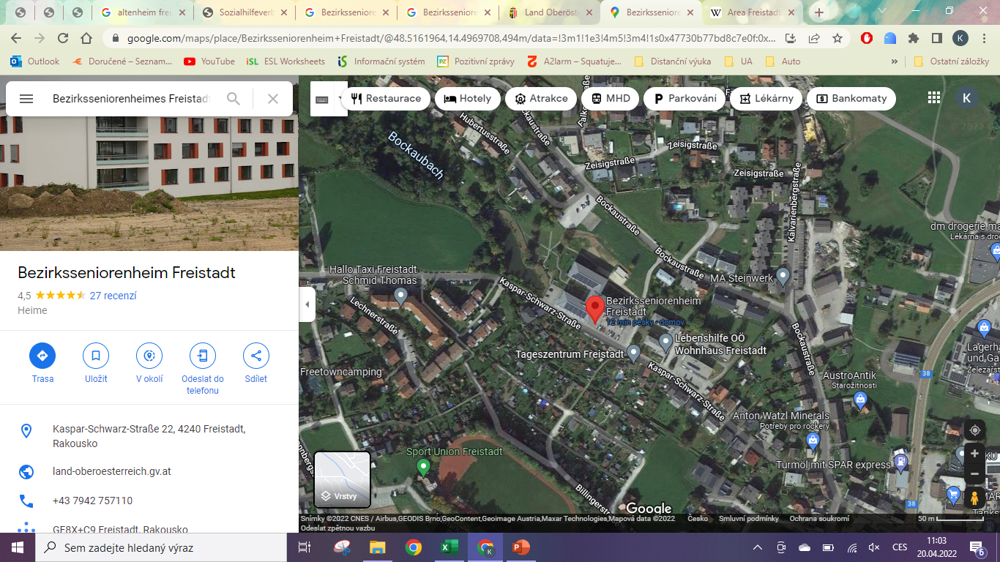 altenheim frei
Sozialhilfever
Bezirksseniore
Bezirksseniore
Land Oberöst
Bezirksseniore
Area Freistadt
google.com/maps/place/Bezirksseniorenheim+Freistadt/@48.5161964,14.4969708,494m/data=!3m1!1e3!4m5!3m4!1s0x47730b77bd8c7e0f:0x...
K
Outlook
Doručené – Seznam...
YouTube
iSL ESL Worksheets
Informační systém
Pozitivní zprávy
A2larm – Squatuje...
Distanční výuka
UA
Auto
»
Ostatní záložky
Bezirksseniorenheimes Freistadt
Restaurace
Hotely
Atrakce
MHD
Parkování
Lékárny
Bankomaty
K
Bezirksseniorenheim Freistadt
4,5 27 recenzí
Heime
Trasa
Uložit
V okolí
Odeslat do
telefonu
Sdílet
Kaspar-Schwarz-Straße 22, 4240 Freistadt,
Rakousko
land-oberoesterreich.gv.at
+43 7942 757110
GF8X+C9 Freistadt, Rakousko
Hubertusstraße
Bockaustraße
Falke
Bockaubach
Zeisigstraße
Zeisigstraße
Zeisigstraße
Kalvarienbergstraße
Bockaustraße
Bockaustraße
dm drogerie ma
Lékárna s dro
Hallo Taxi Freistadt
Schmid Thomas
MA Steinwerk
Kaspar-Schwarz-Straße
Lechnerstraße
Bezirksseniorenheim
Freistadt
12 min pěšky - domov
Lebenshilfe OÖ
Wohnhaus Freistadt
Tageszentrum Freistadt
Bockaustraße
Lagerha
und Ga
Železárst
Freetowncamping
38
AustroAntik
Starožitnosti
Kaspar-Schwarz-Straße
Anton Watzl Minerals
Potřeby pro rockery
Sport Union Freistadt
Turmöl mit SPAR express
Billingerstr
38
Vrstvy
Google
Snímky ©2022 CNES / Airbus,GEODIS Brno,GeoContent,Geoimage Austria,Maxar Technologies,Mapová data ©2022
Česko
Smluvní podmínky
Ochrana soukromí
50 m
Odeslat zpětnou vazbu
Sem zadejte hledaný výraz
CES
11:03
20.04.2022
6